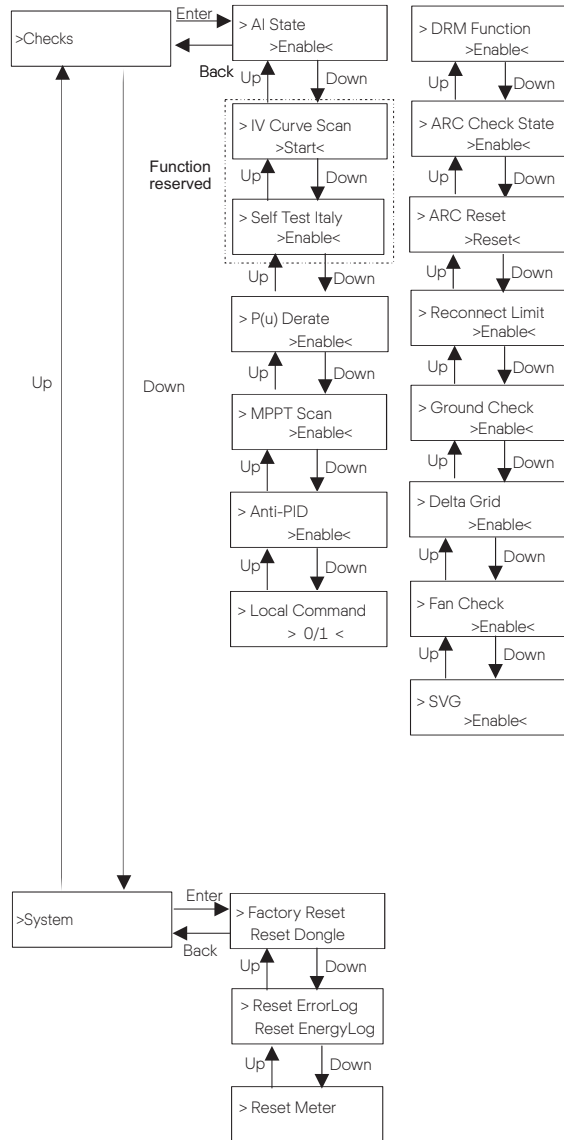 >Checks
Enter
Back
> AI State
>Enable<
Up
Down
Function
reserved
> IV Curve Scan
>Start<
Up
Down
> Self Test Italy
>Enable<
Up
Down
> P(u) Derate
>Enable<
Up
Down
> MPPT Scan
>Enable<
Up
Down
> Anti-PID
>Enable<
Up
Down
> Local Command
> 0/1 <
> DRM Function
>Enable<
Up
Down
> ARC Check State
>Enable<
Up
Down
> ARC Reset
>Reset<
Up
Down
> Reconnect Limit
>Enable<
Up
Down
> Ground Check
>Enable<
Up
Down
> Delta Grid
>Enable<
Up
Down
> Fan Check
>Enable<
Up
Down
> SVG
>Enable<
Up
Down
>System
Enter
Back
> Factory Reset
Reset Dongle
Up
Down
> Reset ErrorLog
Reset EnergyLog
Up
Down
> Reset Meter